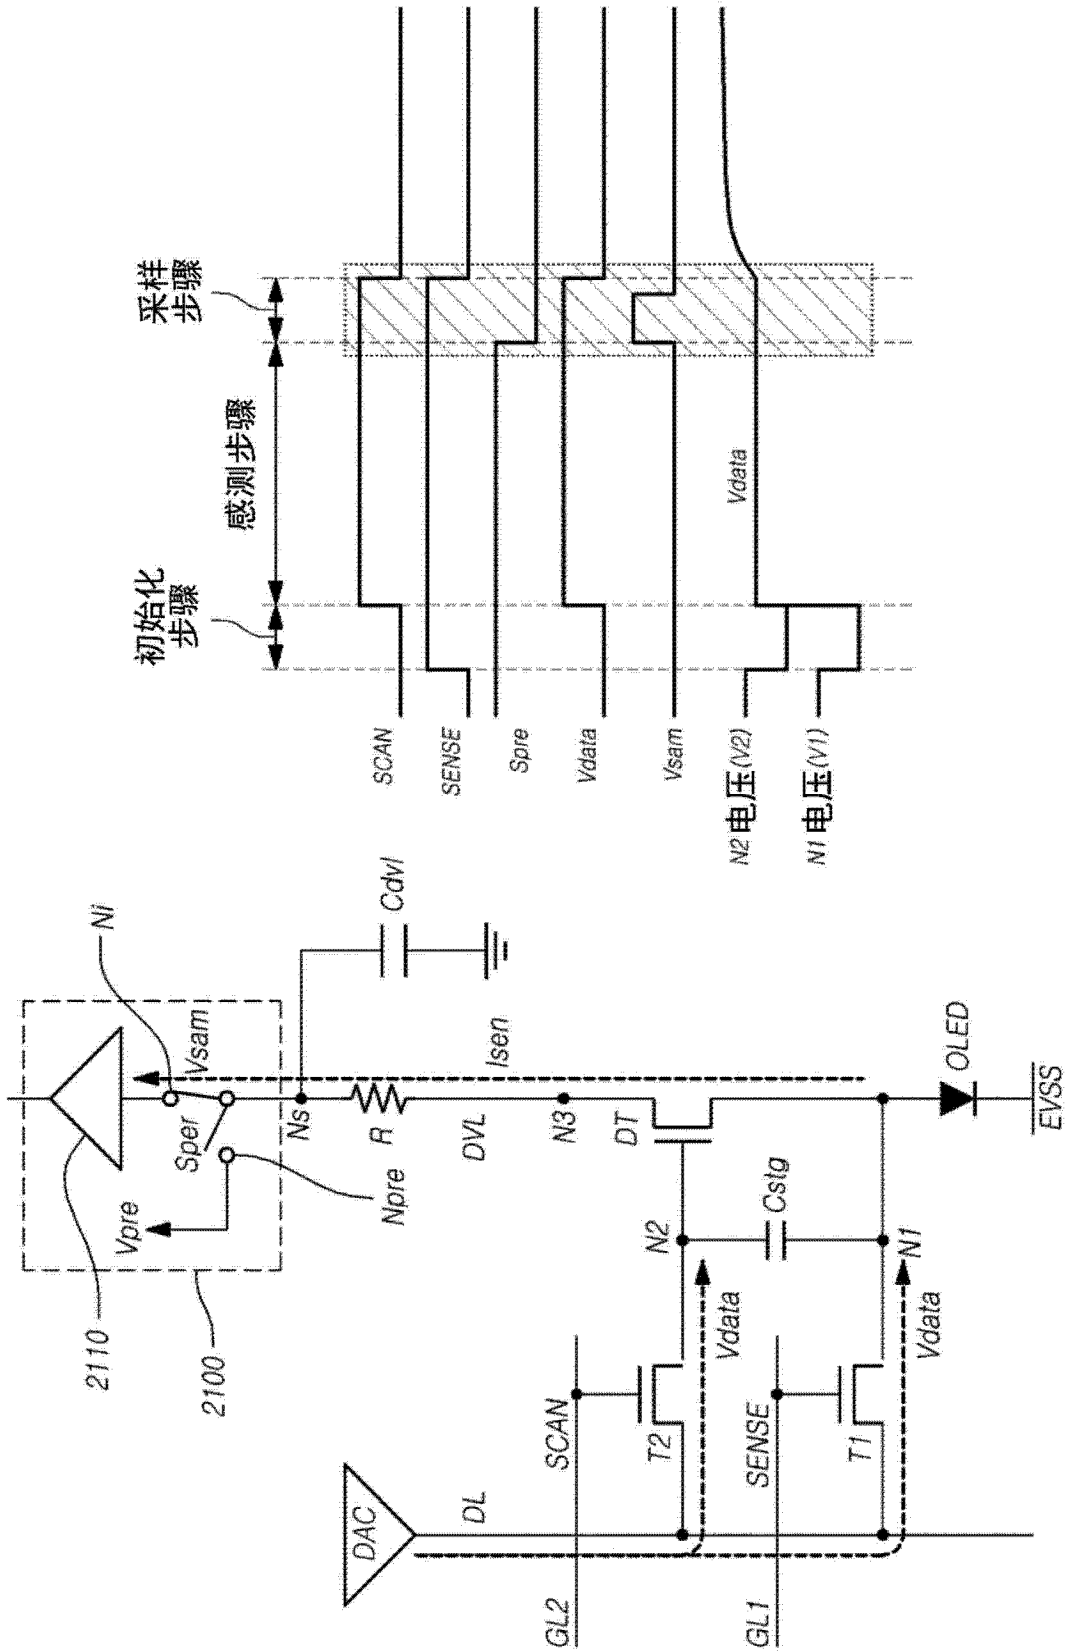 2110
2100
Vpre
Sper
Vsam
Ni
Npre
Ns
R
Cdvl
DVL
Isen
N3
DT
DAC
DL
GL2
SCAN
T2
N2
Vdata
Cstg
GL1
SENSE
T1
N1
Vdata
OLED
EVSS
初始化
步骤
感测步骤
采样
步骤
SCAN
SENSE
Spre
Vdata
Vsam
N2 电压(V2)
Vdata
N1 电压(V1)